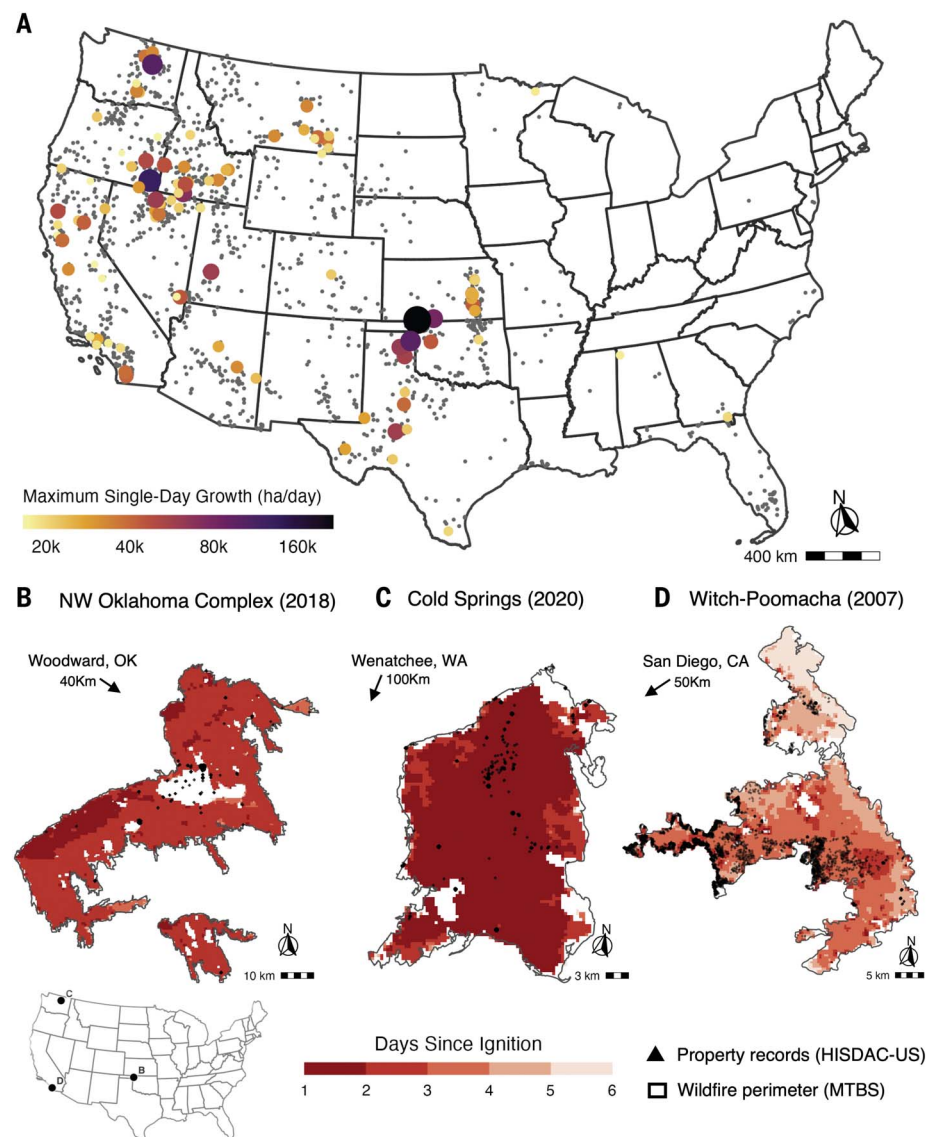 A
Maximum Single-Day Growth (ha/day)
20k 40k 80k 160k
N
400 km
B NW Oklahoma Complex (2018)
C Cold Springs (2020)
D Witch-Poomacha (2007)
Woodward, OK
40Km
Wenatchee, WA
100Km
San Diego, CA
50Km
N
10 km
N
3 km
N
5 km
C
D
B
Days Since Ignition
1 2 3 4 5 6
Property records (HISDAC-US)
Wildfire perimeter (MTBS)